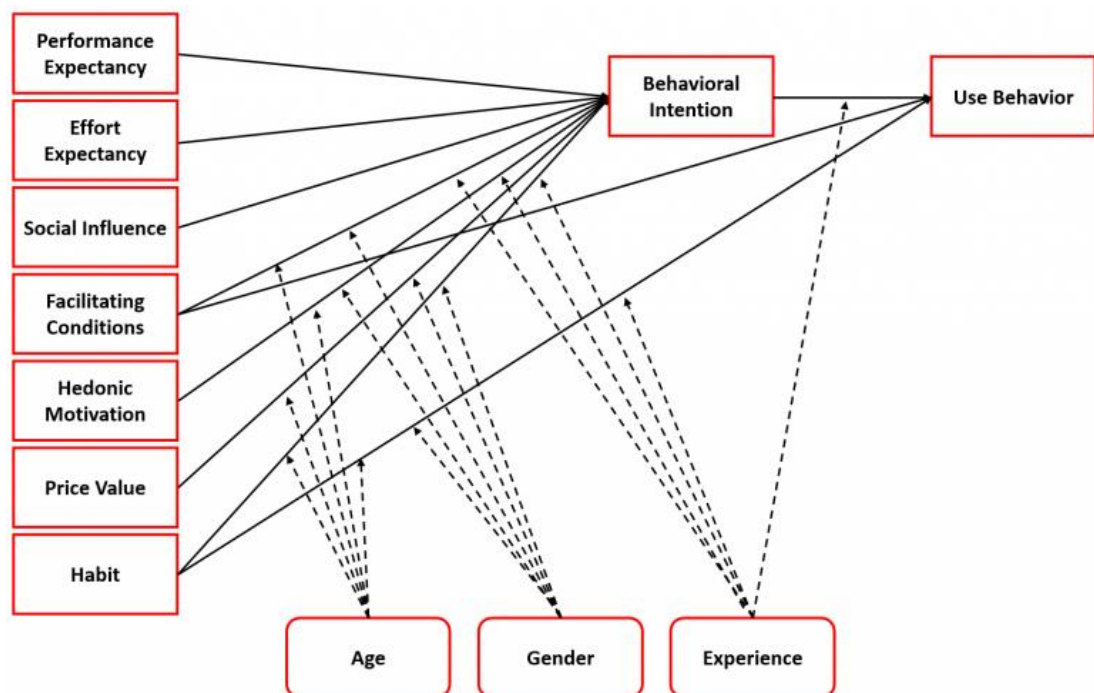 Performance
Expectancy
Effort
Expectancy
Social Influence
Facilitating
Conditions
Hedonic
Motivation
Price Value
Habit
Behavioral
Intention
Use Behavior
Age
Gender
Experience